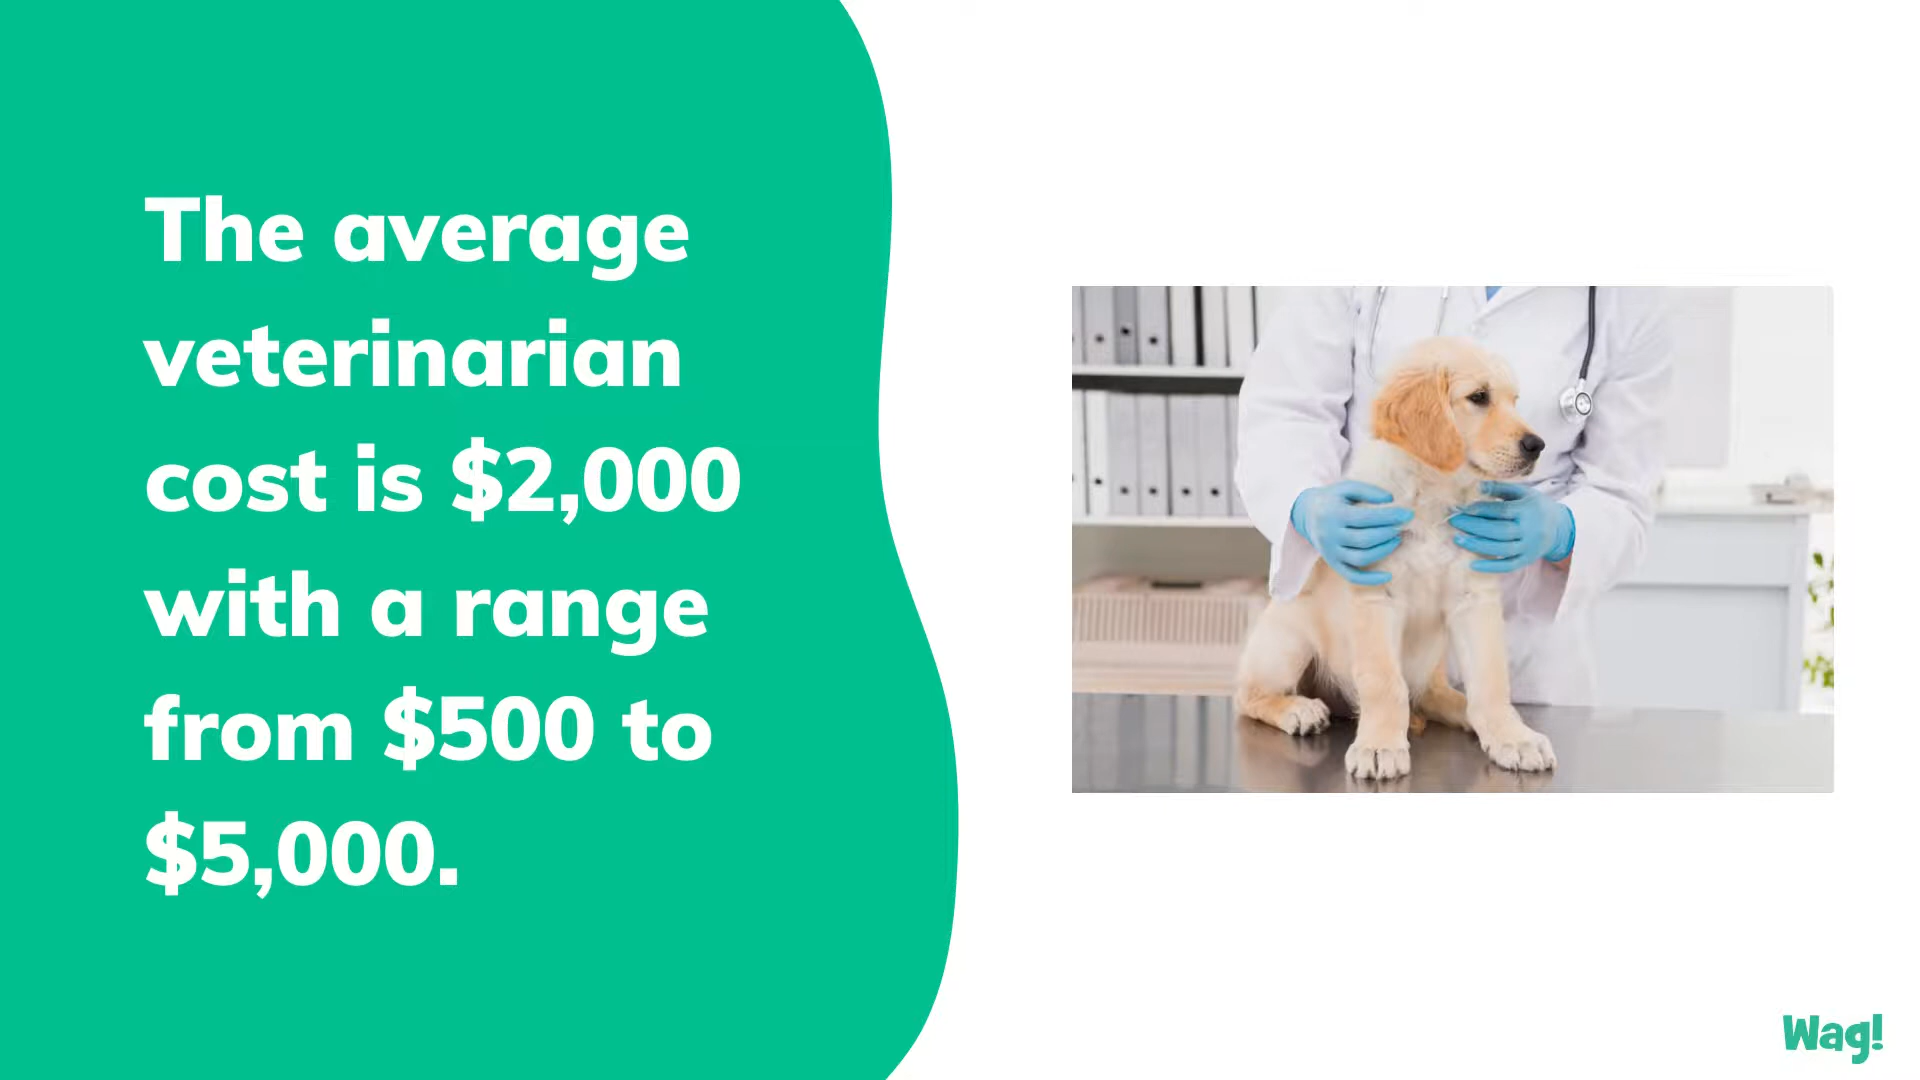 The average
veterinarian
cost is $2,000
with a range
from $500 to
$5,000.
Wag!